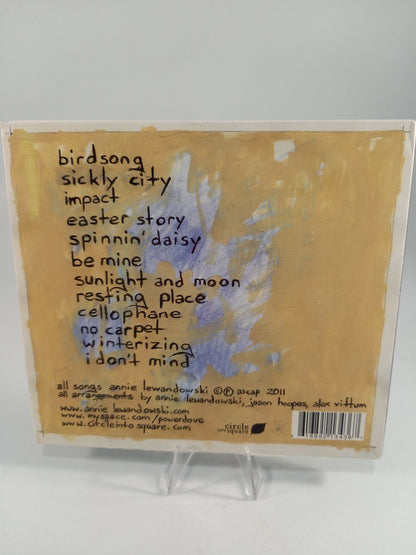 birdsong
sickly city
impact
easter story
spinnin' daisy
be mine
sunlight and moon
resting place
cellophane
no carpet
winterizing
i don't mind
all songs annie lewandowski ©℗ ascap 2011
all arrangements by annie lewandowski, jason hoopes, alex vittum
www.annielewandowski.com
www.myspace.com/powerdove
www.circleintosquare.com
circle
into square